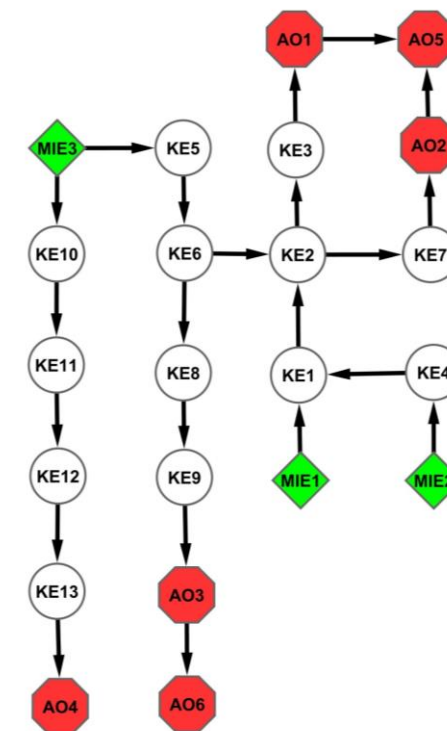 AO1 AO5
MIE3 KE5 KE3 AO2
KE10 KE6 KE2 KE7
KE11 KE8 KE1 KE4
KE12 KE9 MIE1 MIE2
KE13 AO3
AO4 AO6